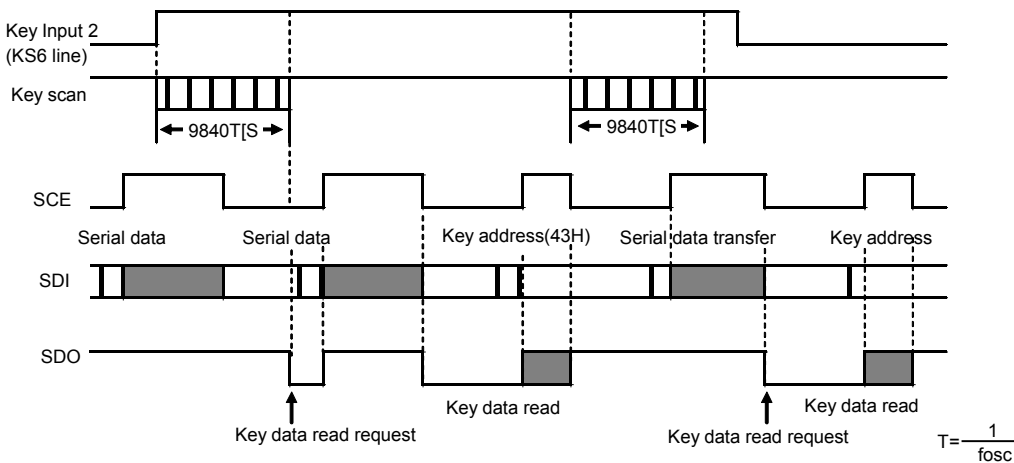 Key Input 2
(KS6 line)
Key scan
9840T[S
9840T[S
SCE
Serial data
Serial data
Key address(43H)
Serial data transfer
Key address
SDI
SDO
Key data read
Key data read
Key data read request
Key data read request
T= 1
fosc